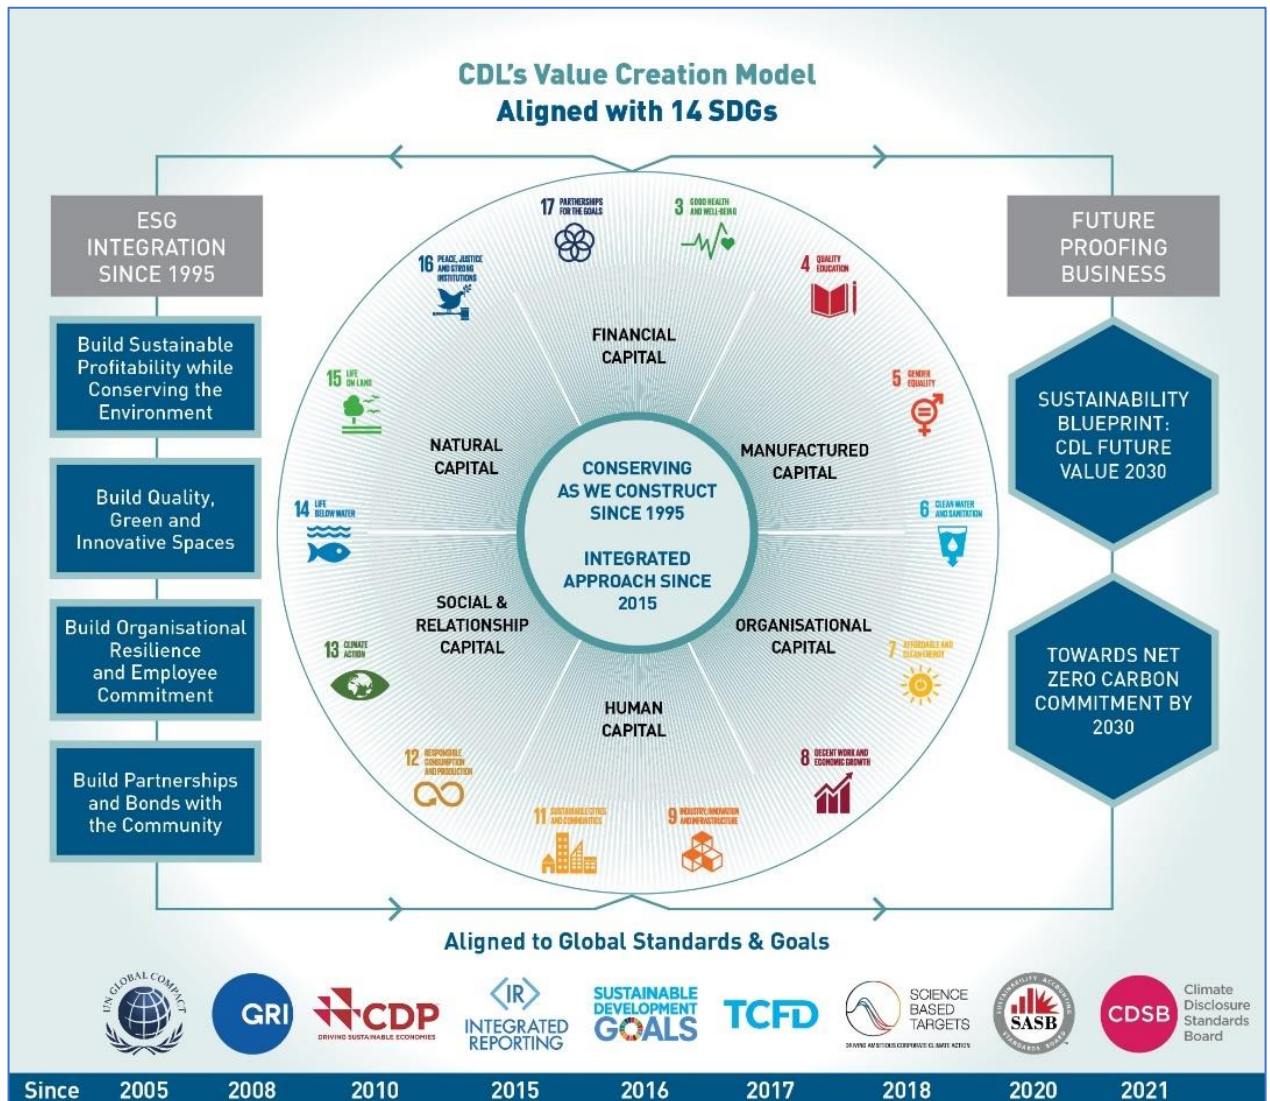 CDL's Value Creation Model
Aligned with 14 SDGs
ESG
INTEGRATION
SINCE 1995
Build Sustainable
Profitability while
Conserving the
Environment
Build Quality,
Green and
Innovative Spaces
Build Organisational
Resilience
and Employee
Commitment
Build Partnerships
and Bonds with
the Community
17 PARTNERSHIPS
FOR THE GOALS
3 GOOD HEALTH
AND WELL-BEING
4 QUALITY
EDUCATION
5 GENDER
EQUALITY
6 CLEAN WATER
AND SANITATION
7 AFFORDABLE AND
CLEAN ENERGY
8 DECENT WORK AND
ECONOMIC GROWTH
9 INDUSTRY, INNOVATION
AND INFRASTRUCTURE
11 SUSTAINABLE CITIES
AND COMMUNITIES
12 RESPONSIBLE
CONSUMPTION
AND PRODUCTION
13 CLIMATE
ACTION
14 LIFE
BELOW WATER
15 LIFE
ON LAND
16 PEACE, JUSTICE
AND STRONG
INSTITUTIONS
FINANCIAL
CAPITAL
MANUFACTURED
CAPITAL
ORGANISATIONAL
CAPITAL
HUMAN
CAPITAL
SOCIAL &
RELATIONSHIP
CAPITAL
NATURAL
CAPITAL
CONSERVING
AS WE CONSTRUCT
SINCE 1995
INTEGRATED
APPROACH SINCE
2015
FUTURE
PROOFING
BUSINESS
SUSTAINABILITY
BLUEPRINT:
CDL FUTURE
VALUE 2030
TOWARDS NET
ZERO CARBON
COMMITMENT BY
2030
Aligned to Global Standards & Goals
UN GLOBAL COMPACT
GRI
CDP
DRIVING SUSTAINABLE ECONOMIES
IR
INTEGRATED
REPORTING
SUSTAINABLE
DEVELOPMENT
GOALS
TCFD
SCIENCE
BASED
TARGETS
DRIVING AMBITIOUS CORPORATE CLIMATE ACTION
SUSTAINABILITY ACCOUNTING
SASB
STANDARDS BOARD
CDSB
Climate
Disclosure
Standards
Board
Since 2005 2008 2010 2015 2016 2017 2018 2020 2021